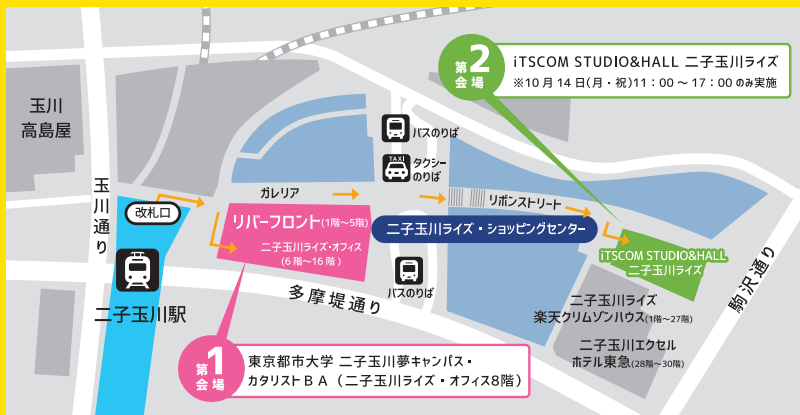 第2会場
iTSCOM STUDIO&HALL 二子玉川ライズ
※10月14日(月・祝)11：00～17：00のみ実施
玉川
高島屋
バスのりば
TAXI
タクシー
のりば
玉川通り
改札口
ガレリア
リボンストリート
リバーフロント(1階～5階)
二子玉川ライズ・オフィス
(6階～16階)
二子玉川ライズ・ショッピングセンター
iTSCOM STUDIO&HALL
二子玉川ライズ
駒沢通り
バスのりば
二子玉川駅
多摩堤通り
二子玉川ライズ
楽天クリムゾンハウス(1階～27階)
二子玉川エクセル
ホテル東急(28階～30階)
第1会場
東京都市大学 二子玉川夢キャンパス・
カタリストBA（二子玉川ライズ・オフィス8階）